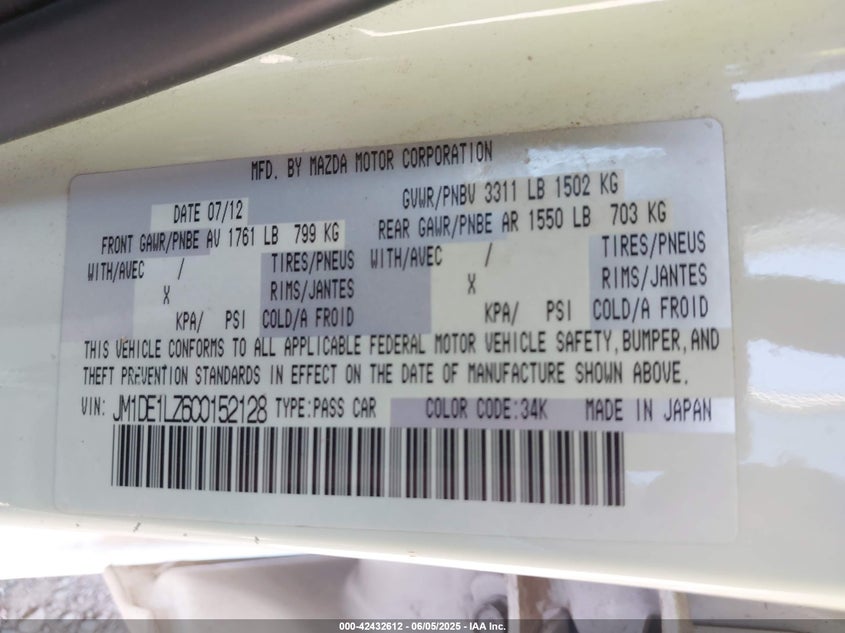 MFD. BY MAZDA MOTOR CORPORATION
DATE 07/12 GVWR/PNBV 3311 LB 1502 KG
FRONT GAWR/PNBE AV 1761 LB 799 KG REAR GAWR/PNBE AR 1550 LB 703 KG
WITH/AVEC / TIRES/PNEUS WITH/AVEC / TIRES/PNEUS
X RIMS/JANTES X RIMS/JANTES
KPA/ PSI COLD/A FROID KPA/ PSI COLD/A FROID
THIS VEHICLE CONFORMS TO ALL APPLICABLE FEDERAL MOTOR VEHICLE SAFETY, BUMPER, AND
THEFT PREVENTION STANDARDS IN EFFECT ON THE DATE OF MANUFACTURE SHOWN ABOVE.
VIN: JM1DE1LZ6C0152128 TYPE:PASS CAR COLOR CODE:34K MADE IN JAPAN
000-42432612 - 06/05/2025 - IAA Inc.